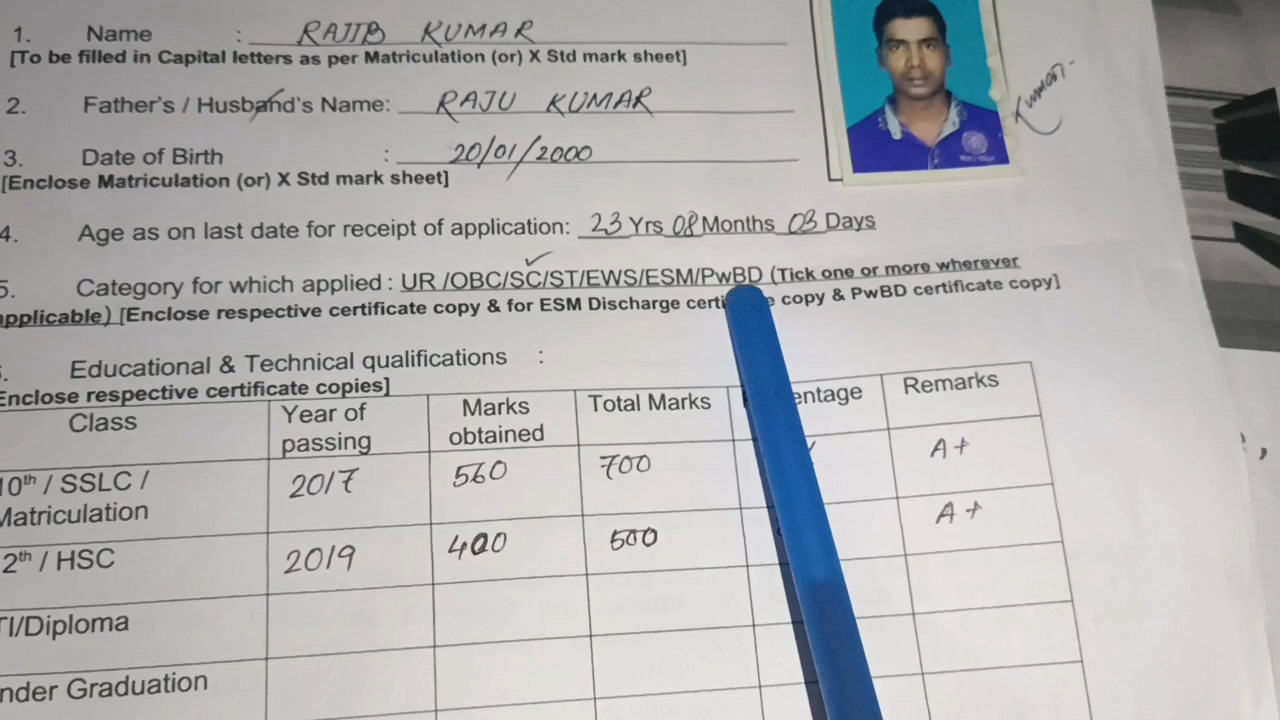 1. Name : RAJIB KUMAR
[To be filled in Capital letters as per Matriculation (or) X Std mark sheet]
2. Father's / Husband's Name: RAJU KUMAR
3. Date of Birth : 20/01/2000
[Enclose Matriculation (or) X Std mark sheet]
4. Age as on last date for receipt of application: 23 Yrs 08 Months 03 Days
5. Category for which applied : UR /OBC/SC/ST/EWS/ESM/PwBD (Tick one or more wherever
applicable) [Enclose respective certificate copy & for ESM Discharge copy & PwBD certificate copy]
Educational & Technical qualifications :
Enclose respective certificate copies]
Class Year of passing Marks obtained Total Marks entage Remarks
10th / SSLC / Matriculation 2017 560 700 A+
2th / HSC 2019 400 500 A+
TI/Diploma
nder Graduation
Kumar